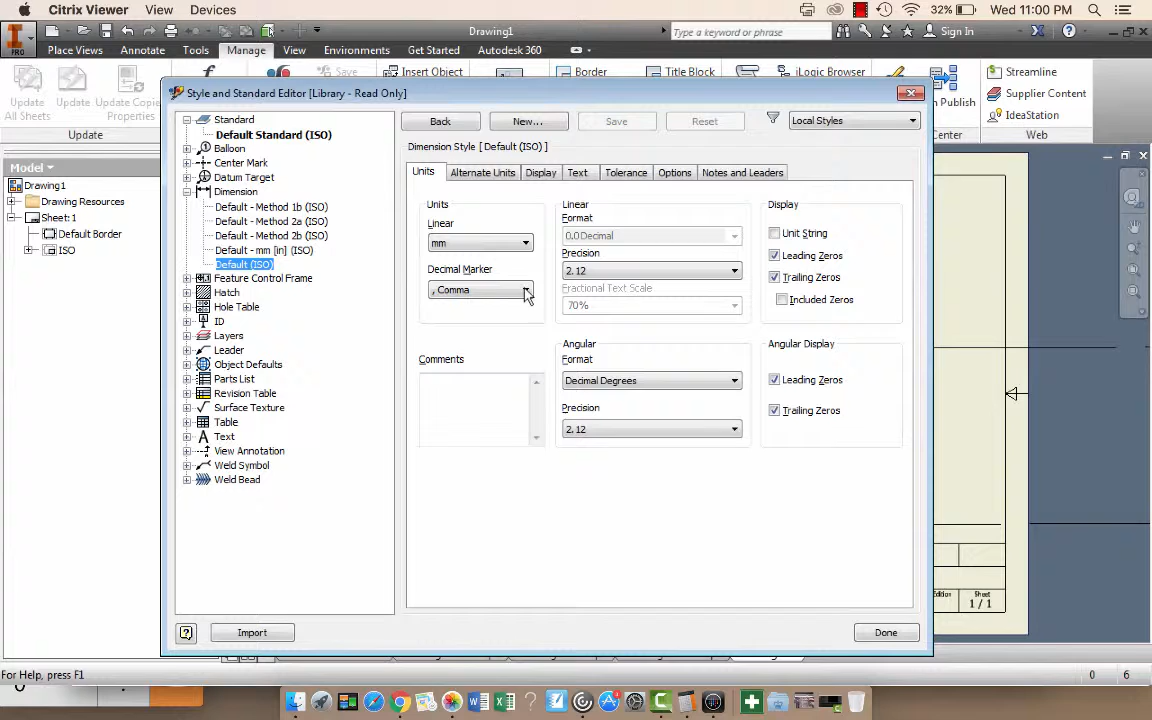 Citrix Viewer View Devices 32% Wed 11:00 PM
PRO Drawing1 Type a keyword or phrase Sign In
Place Views Annotate Tools Manage View Environments Get Started Autodesk 360
Update All Sheets Update Update Copied Properties Save Insert Object Border Title Block iLogic Browser Publish Streamline
Supplier Content
IdeaStation
Update Center Web
Model
Drawing1
Drawing Resources
Sheet:1
Default Border
ISO
Style and Standard Editor [Library - Read Only]
Standard
Default Standard (ISO)
Balloon
Center Mark
Datum Target
Dimension
Default - Method 1b (ISO)
Default - Method 2a (ISO)
Default - Method 2b (ISO)
Default - mm [in] (ISO)
Default (ISO)
Feature Control Frame
Hatch
Hole Table
ID
Layers
Leader
Object Defaults
Parts List
Revision Table
Surface Texture
Table
Text
View Annotation
Weld Symbol
Weld Bead
Back New... Save Reset Local Styles
Dimension Style [ Default (ISO) ]
Units Alternate Units Display Text Tolerance Options Notes and Leaders
Units
Linear
mm
Decimal Marker
, Comma
Comments
Linear
Format
0.0Decimal
Precision
2.12
Fractional Text Scale
70%
Angular
Format
Decimal Degrees
Precision
2.12
Display
Unit String
Leading Zeros
Trailing Zeros
Included Zeros
Angular Display
Leading Zeros
Trailing Zeros
Import Done
Edition Sheet
1 / 1
For Help, press F1 0 6